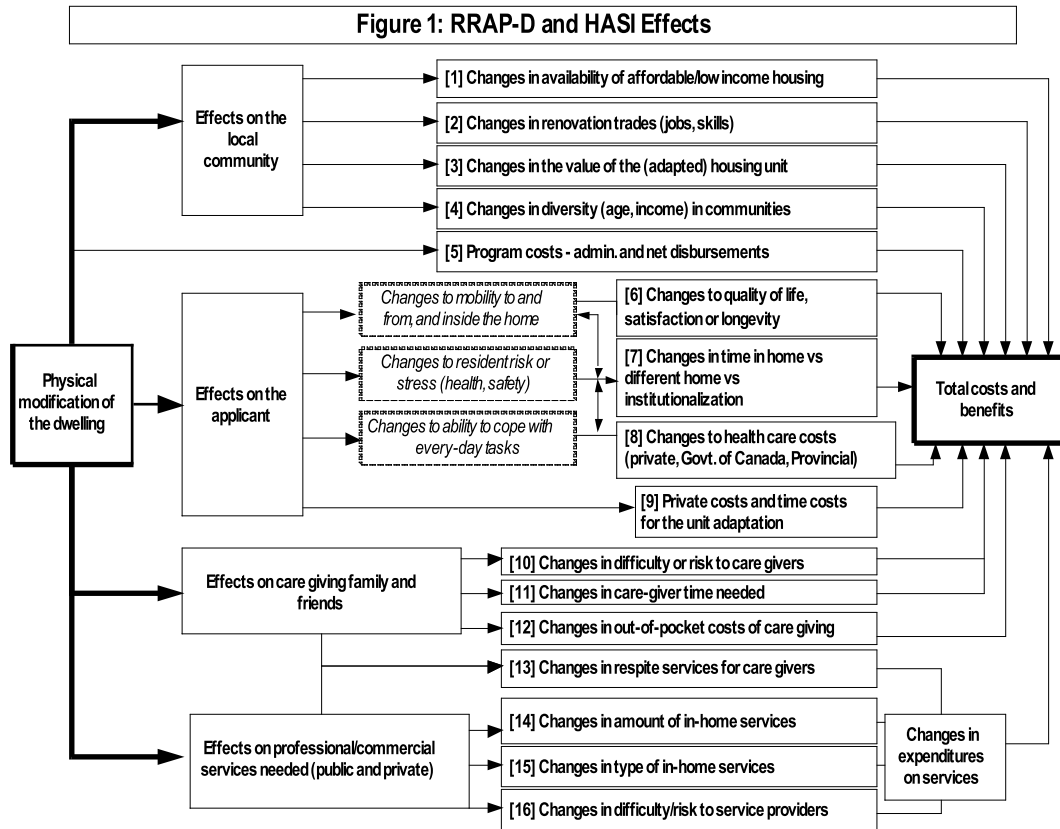 Figure 1: RRAP-D and HASI Effects
[1] Changes in availability of affordable/low income housing
Effects on the
local
community
[2] Changes in renovation trades (jobs, skills)
[3] Changes in the value of the (adapted) housing unit
[4] Changes in diversity (age, income) in communities
[5] Program costs - admin. and net disbursements
Physical
modification of
the dwelling
Effects on the
applicant
Changes to mobility to and
from, and inside the home
Changes to resident risk or
stress (health, safety)
Changes to ability to cope with
every-day tasks
[6] Changes to quality of life,
satisfaction or longevity
[7] Changes in time in home vs
different home vs
institutionalization
[8] Changes to health care costs
(private, Govt. of Canada, Provincial)
[9] Private costs and time costs
for the unit adaptation
Total costs and
benefits
Effects on care giving family and
friends
[10] Changes in difficulty or risk to care givers
[11] Changes in care-giver time needed
[12] Changes in out-of-pocket costs of care giving
[13] Changes in respite services for care givers
Effects on professional/commercial
services needed (public and private)
[14] Changes in amount of in-home services
[15] Changes in type of in-home services
[16] Changes in difficulty/risk to service providers
Changes in
expenditures
on services